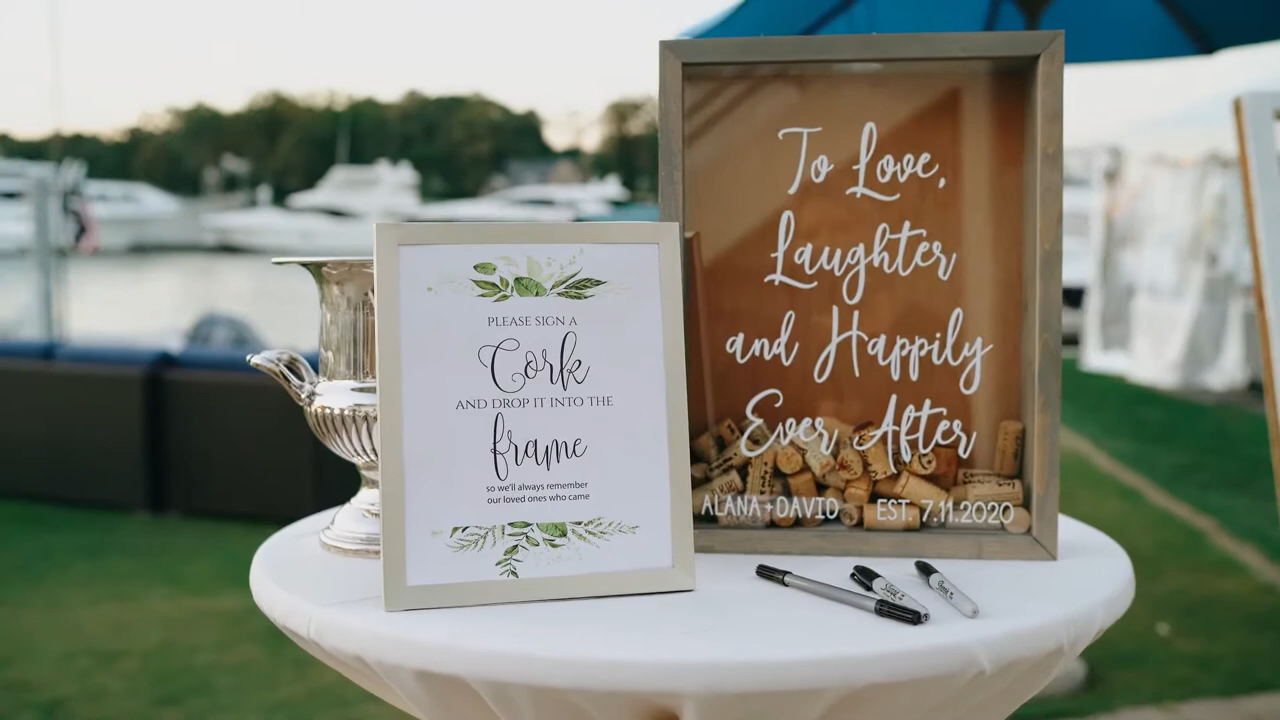 PLEASE SIGN A
Cork
AND DROP IT INTO THE
frame
so we'll always remember
our loved ones who came
To Love,
Laughter
and Happily
Ever After
ALANA+DAVID EST. 7.11.2020